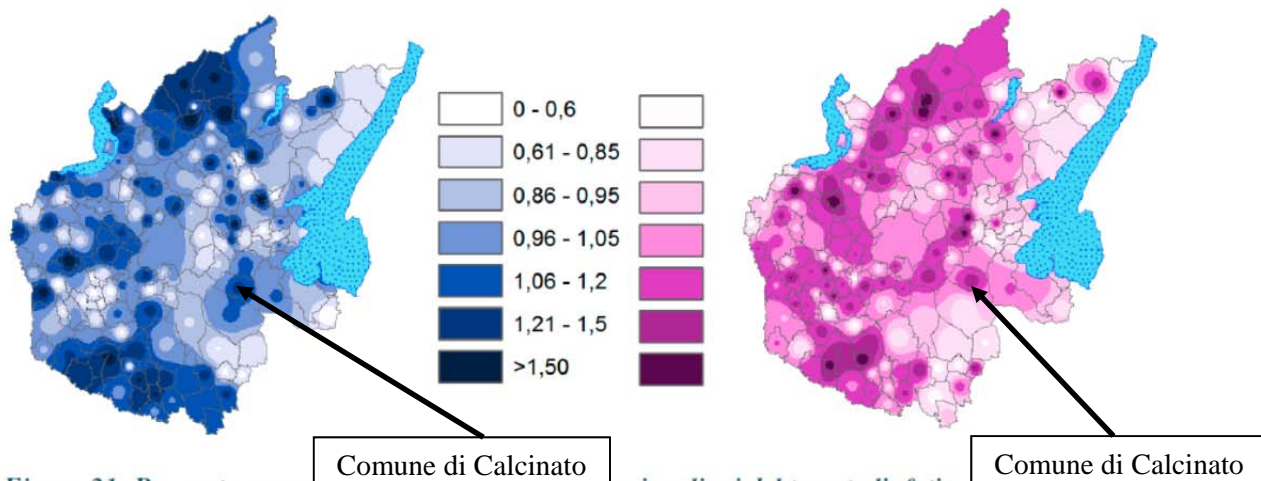 0 - 0,6
0,61 - 0,85
0,86 - 0,95
0,96 - 1,05
1,06 - 1,2
1,21 - 1,5
>1,50
Comune di Calcinato
Comune di Calcinato